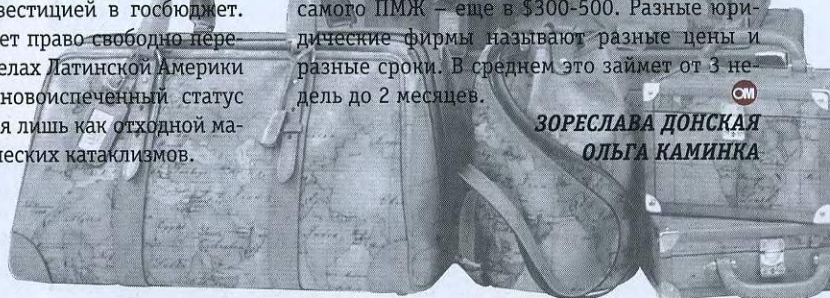 вестицией в госбюджет.
ет право свободно пере-
елах Латинской Америки
новоиспеченный статус
я лишь как отходной ма-
ческих катаклизмов.
самого ПМЖ – еще в $300-500. Разные юри-
дические фирмы называют разные цены и
разные сроки. В среднем это займет от 3 не-
дель до 2 месяцев.
ОМ
ЗОРЕСЛАВА ДОНСКАЯ
ОЛЬГА КАМИНКА